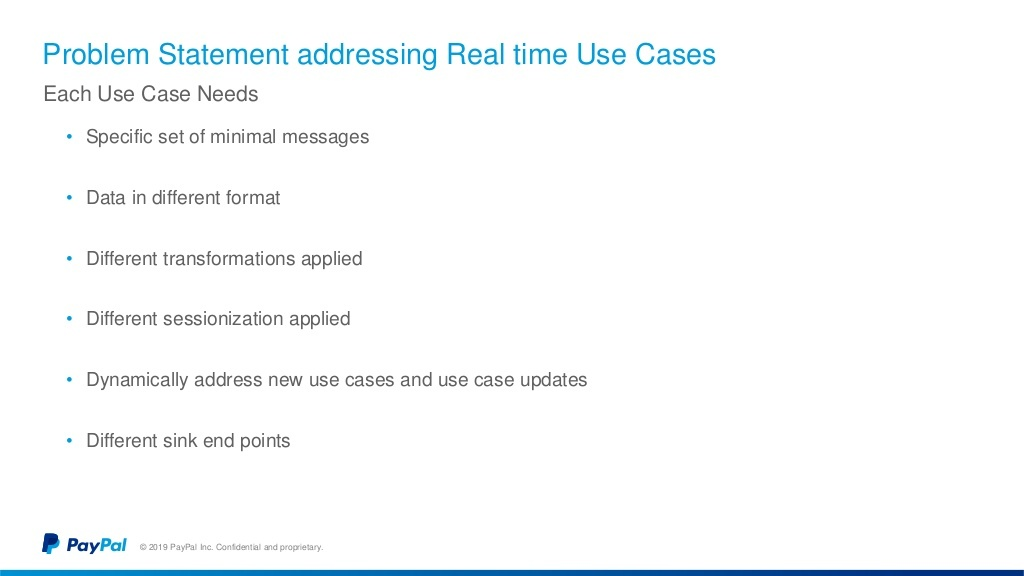 Problem Statement addressing Real time Use Cases
Each Use Case Needs
• Specific set of minimal messages
• Data in different format
• Different transformations applied
• Different sessionization applied
• Dynamically address new use cases and use case updates
• Different sink end points
PayPal © 2019 PayPal Inc. Confidential and proprietary.